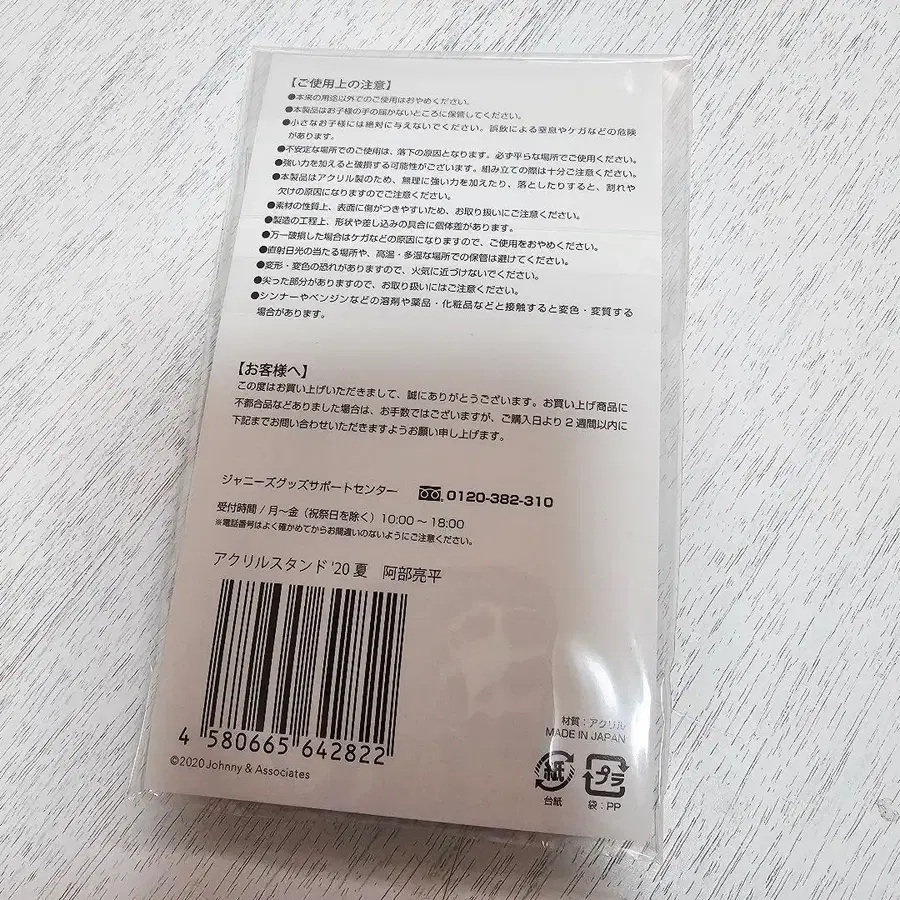 【ご使用上の注意】
●本来の用途以外でのご使用はおやめください。
●本製品はお子様の手の届かないところに保管してください。
●小さなお子様には絶対に与えないでください。誤飲による窒息やケガなどの危険
があります。
●不安定な場所でのご使用は、落下の原因となります。必ず平らな場所でご使用ください。
●強い力を加えると破損する可能性がございます。組み立ての際は十分ご注意ください。
●本製品はアクリル製のため、無理に強い力を加えたり、落としたりすると、割れや
欠けの原因になりますのでご注意ください。
●素材の性質上、表面に傷がつきやすいため、お取り扱いにご注意ください。
●製造の工程上、形状や差し込みの具合に個体差があります。
●万一破損した場合はケガなどの原因になりますので、ご使用をおやめください。
●直射日光の当たる場所や、高温・多湿な場所での保管は避けてください。
●変形・変色の恐れがありますので、火気に近づけないでください。
●尖った部分がありますので、お取り扱いにはご注意ください。
●シンナーやベンジンなどの溶剤や薬品・化粧品などと接触すると変色・変質する
場合があります。
【お客様へ】
この度はお買い上げいただきまして、誠にありがとうございます。お買い上げ商品に
不都合品などありました場合は、お手数ではございますが、ご購入日より2週間以内に
下記までお問い合わせいただきますようお願い申し上げます。
ジャニーズグッズサポートセンター 0120-382-310
受付時間/月〜金(祝祭日を除く)10:00〜18:00
※電話番号はよく確かめてからお間違いのないようにご注意ください。
アクリルスタンド '20 夏 阿部亮平
4 580665 642822
©2020 Johnny & Associates
材質:アクリル
MADE IN JAPAN
紙 プラ
台紙 袋:PP